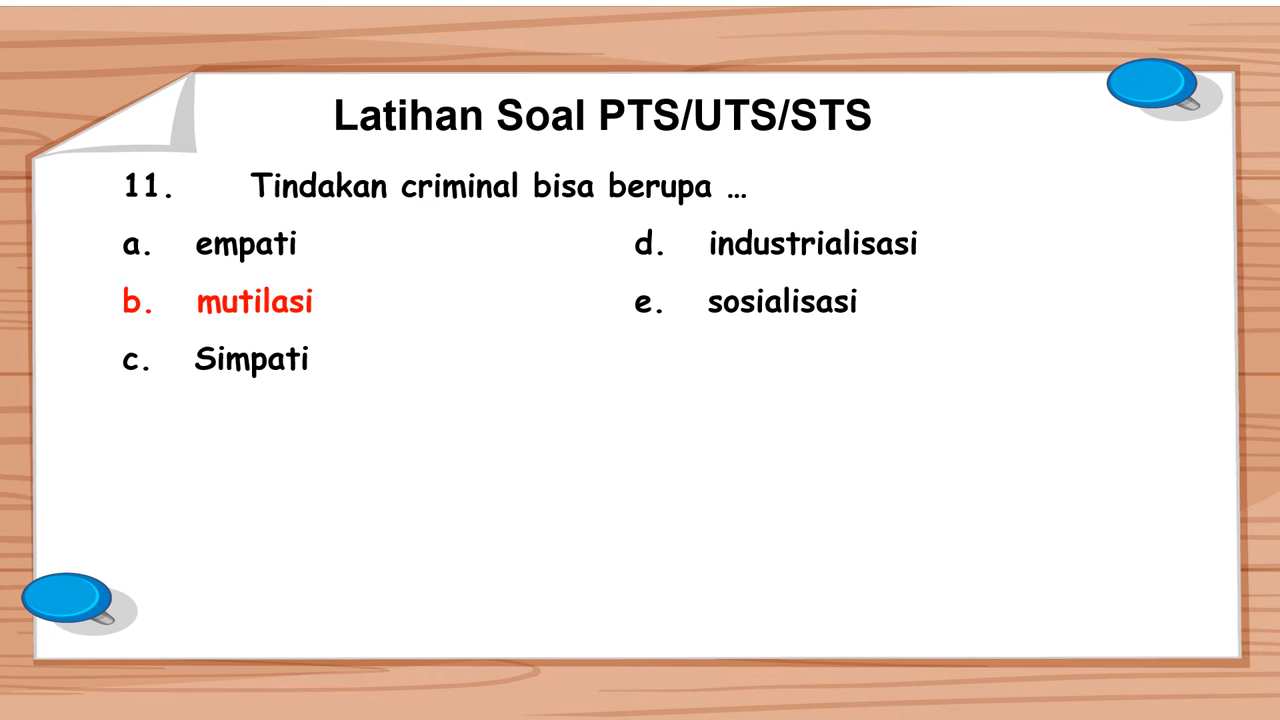 Latihan Soal PTS/UTS/STS
11. Tindakan criminal bisa berupa ...
a. empati
b. mutilasi
c. Simpati
d. industrialisasi
e. sosialisasi